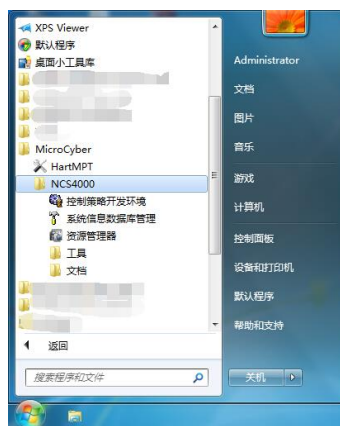 XPS Viewer
默认程序
桌面小工具库
MicroCyber
HartMPT
NCS4000
控制策略开发环境
系统信息数据库管理
资源管理器
工具
文档
返回
搜索程序和文件
Administrator
文档
图片
音乐
游戏
计算机
控制面板
设备和打印机
默认程序
帮助和支持
关机